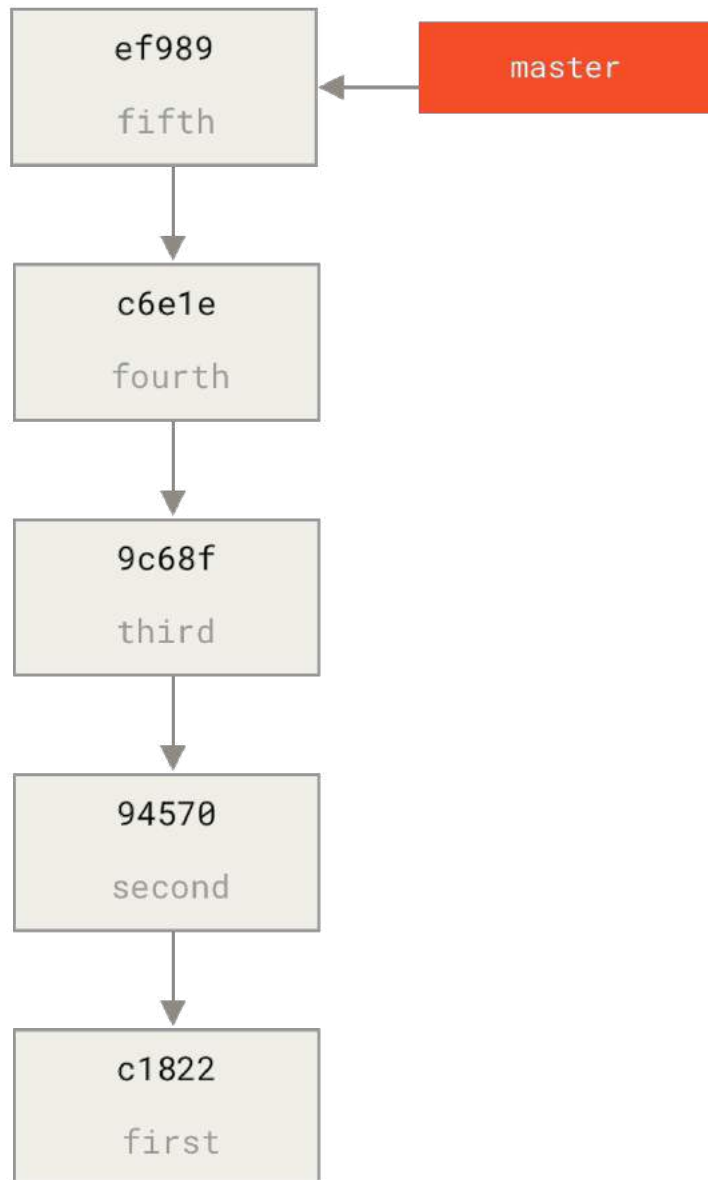 ef989
fifth
master
c6e1e
fourth
9c68f
third
94570
second
c1822
first